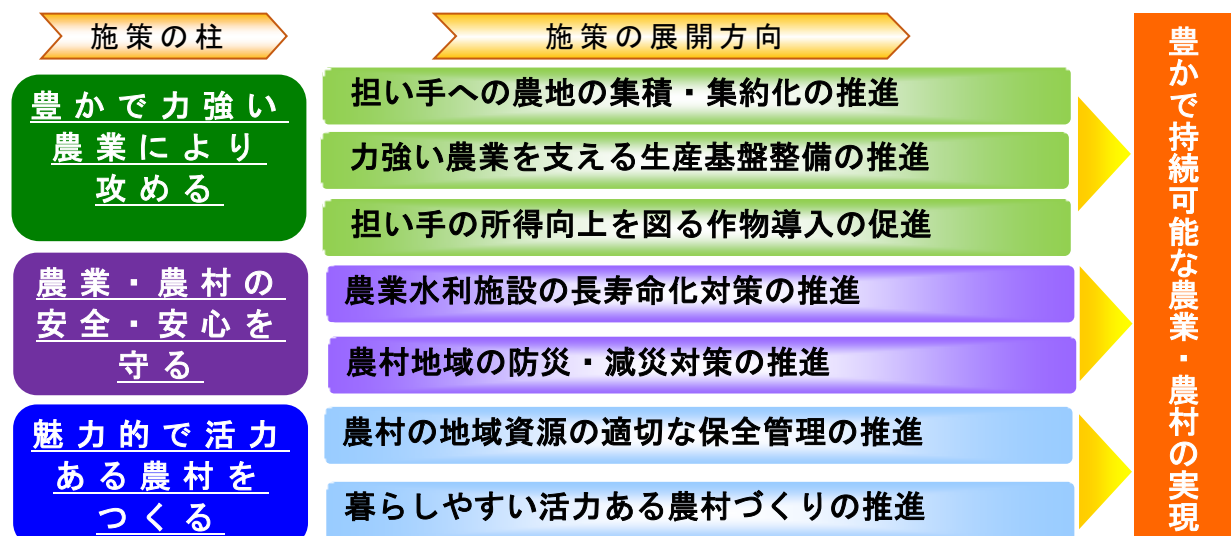 施策の柱
施策の展開方向
豊かで力強い
農業により
攻める
担い手への農地の集積・集約化の推進
力強い農業を支える生産基盤整備の推進
担い手の所得向上を図る作物導入の促進
農業・農村の
安全・安心を
守る
農業水利施設の長寿命化対策の推進
農村地域の防災・減災対策の推進
魅力的で活力
ある農村を
つくる
農村の地域資源の適切な保全管理の推進
暮らしやすい活力ある農村づくりの推進
豊かで持続可能な農業・農村の実現